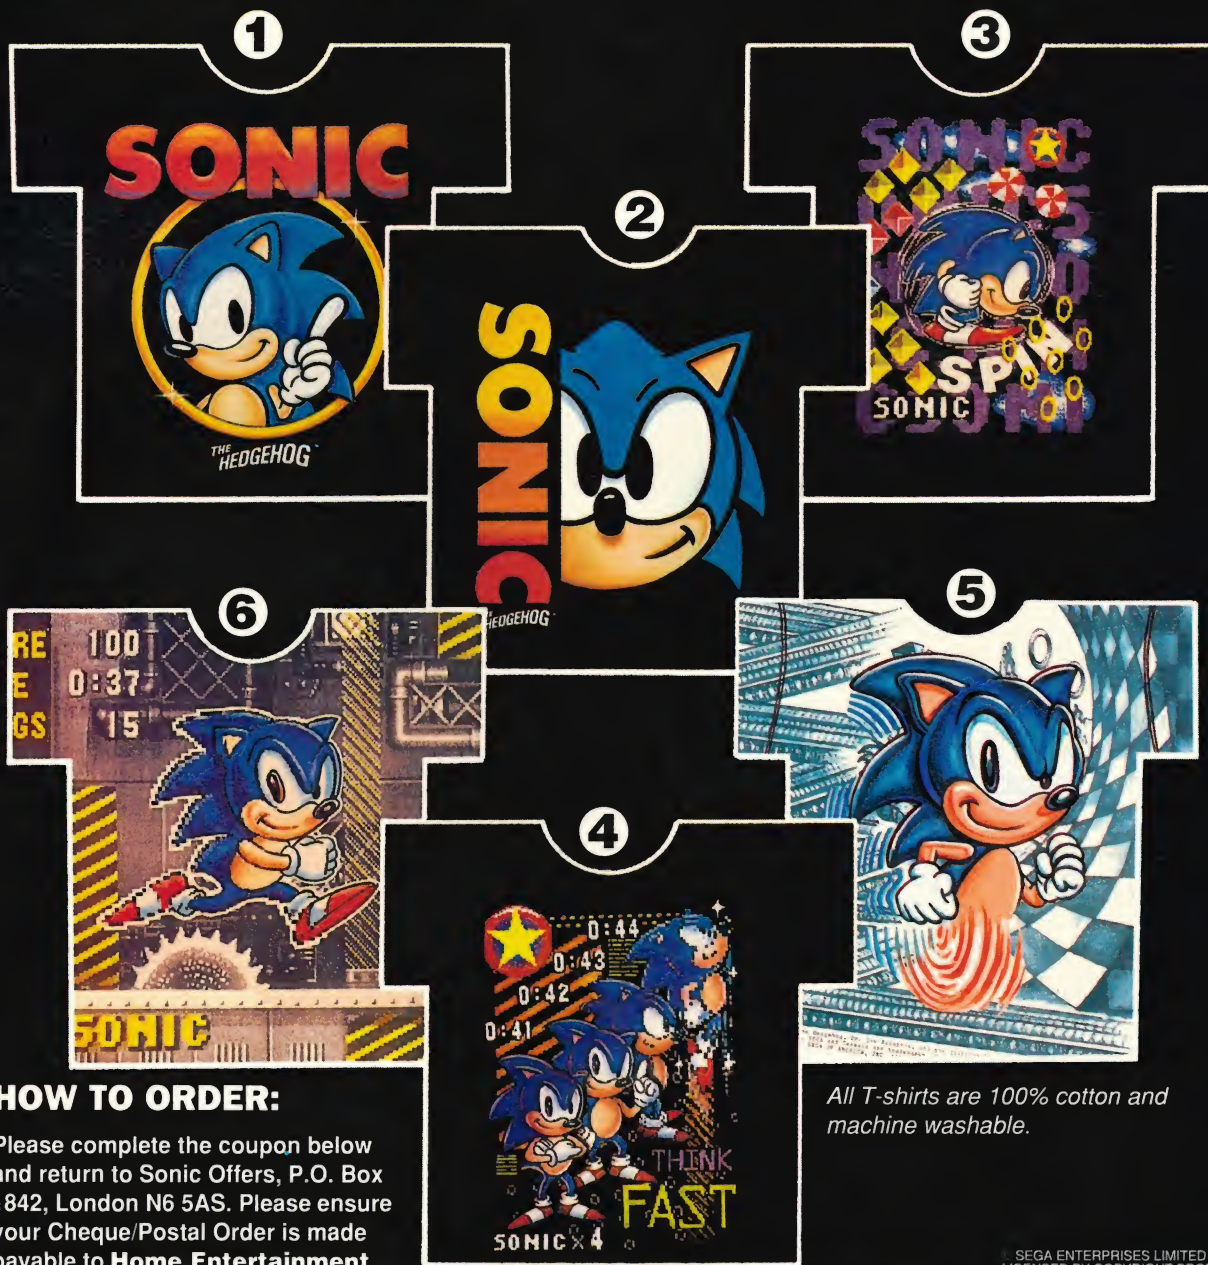 1
SONIC
THE
HEDGEHOG
2
SONIC
HEDGEHOG
3
SONIC
SPIN
SONIC
6
RE 100
E 0:37
GS 15
SONIC
5
4
0:44
0:43
0:42
0:41
THINK
FAST
SONIC × 4
HOW TO ORDER:
Please complete the coupon below
and return to Sonic Offers, P.O. Box
842, London N6 5AS. Please ensure
your Cheque/Postal Order is made
payable to Home Entertainment
All T-shirts are 100% cotton and
machine washable.
SEGA ENTERPRISES LIMITED